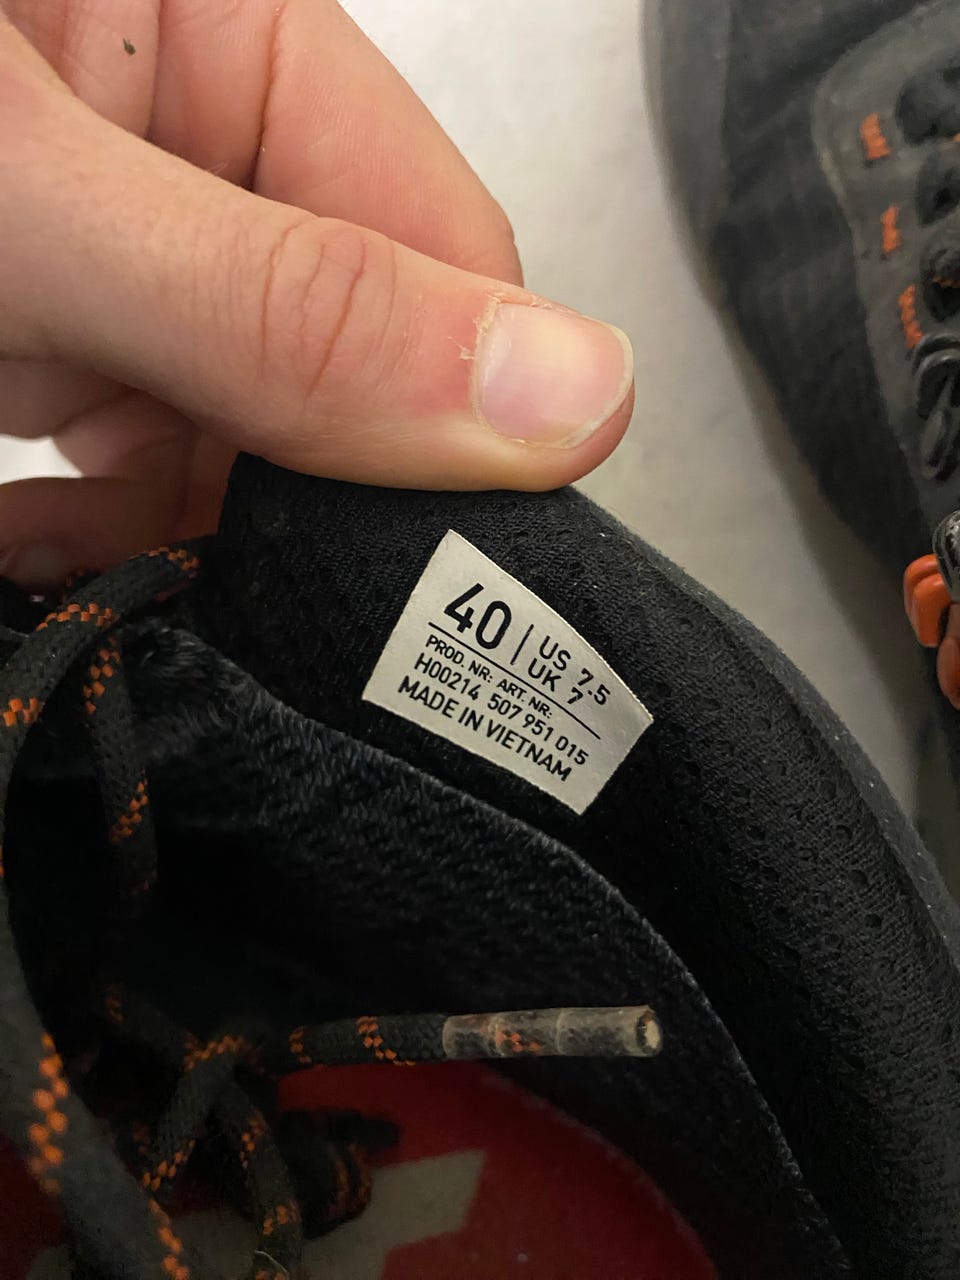 40 | US 7.5
UK 7
PROD. NR: ART. NR:
H00214 507 951 015
MADE IN VIETNAM